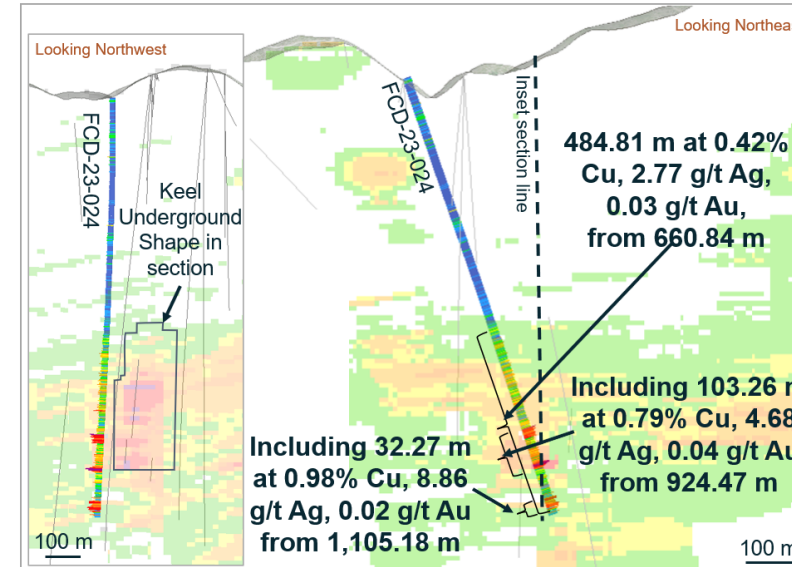 Looking Northwest
FCD-23-024
Keel
Underground
Shape in
section
100 m
Looking Northea
FCD-23-024
Inset section line
484.81 m at 0.42%
Cu, 2.77 g/t Ag,
0.03 g/t Au,
from 660.84 m
Including 103.26 m
at 0.79% Cu, 4.68
g/t Ag, 0.04 g/t Au
from 924.47 m
Including 32.27 m
at 0.98% Cu, 8.86
g/t Ag, 0.02 g/t Au
from 1,105.18 m
100 m